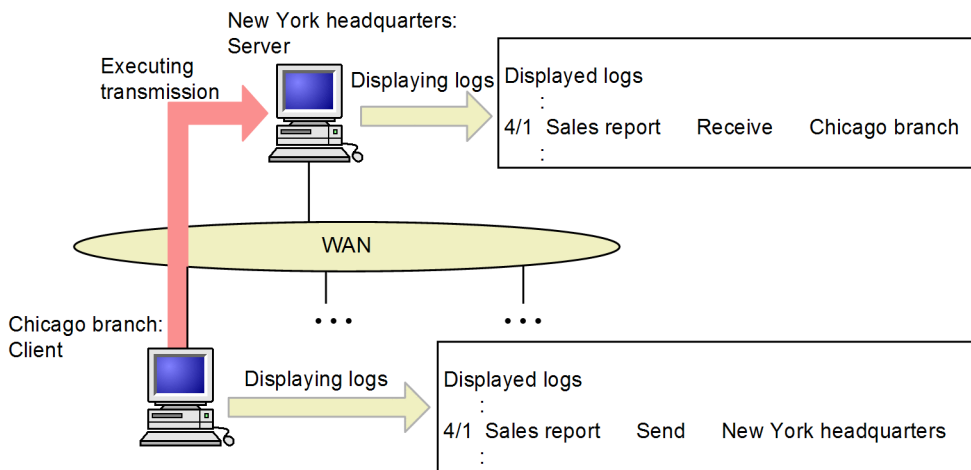 New York headquarters:
Server
Executing
transmission
Displaying logs
Displayed logs
:
4/1 Sales report Receive Chicago branch
:
WAN
• • •
• • •
Chicago branch:
Client
Displaying logs
Displayed logs
:
4/1 Sales report Send New York headquarters
: